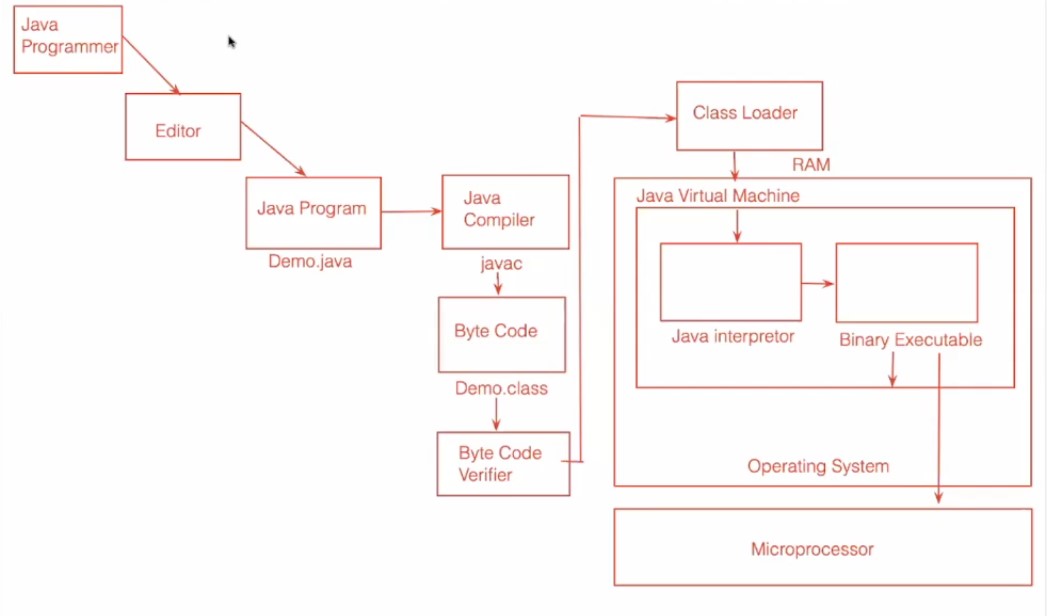 Java
Programmer
Editor
Java Program
Demo.java
Java
Compiler
javac
Byte Code
Demo.class
Byte Code
Verifier
Class Loader
RAM
Java Virtual Machine
Java interpretor
Binary Executable
Operating System
Microprocessor